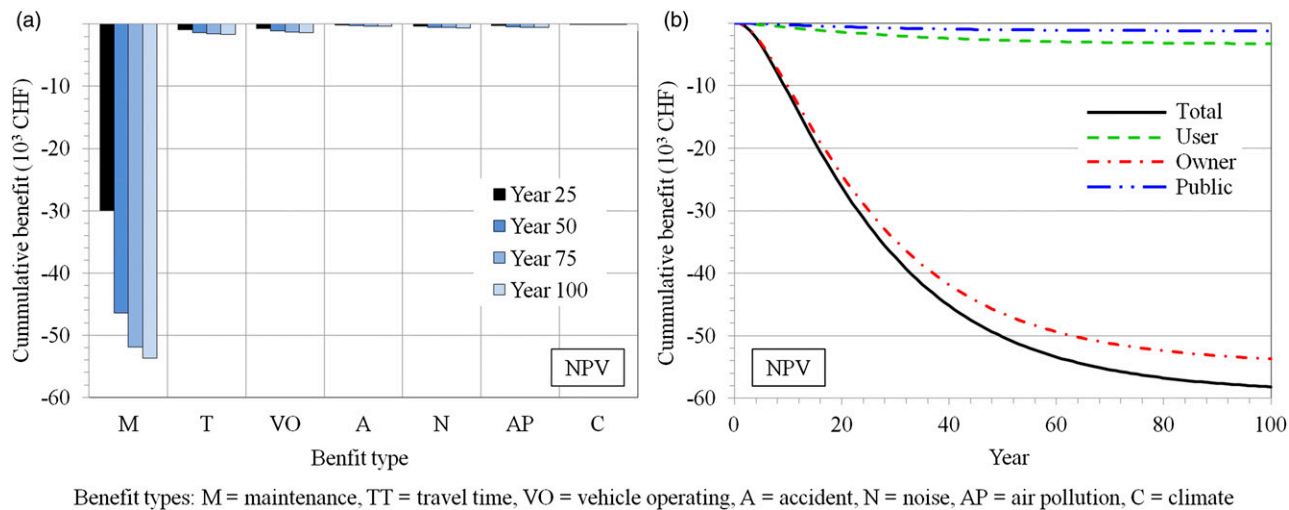 (a)
Cummulative benefit (10³ CHF)
-10
-20
-30
-40
-50
-60
Year 25
Year 50
Year 75
Year 100
NPV
M T VO A N AP C
Benfit type
(b)
Cummulative benefit (10³ CHF)
-10
-20
-30
-40
-50
-60
Total
User
Owner
Public
NPV
0 20 40 60 80 100
Year
Benefit types: M = maintenance, TT = travel time, VO = vehicle operating, A = accident, N = noise, AP = air pollution, C = climate